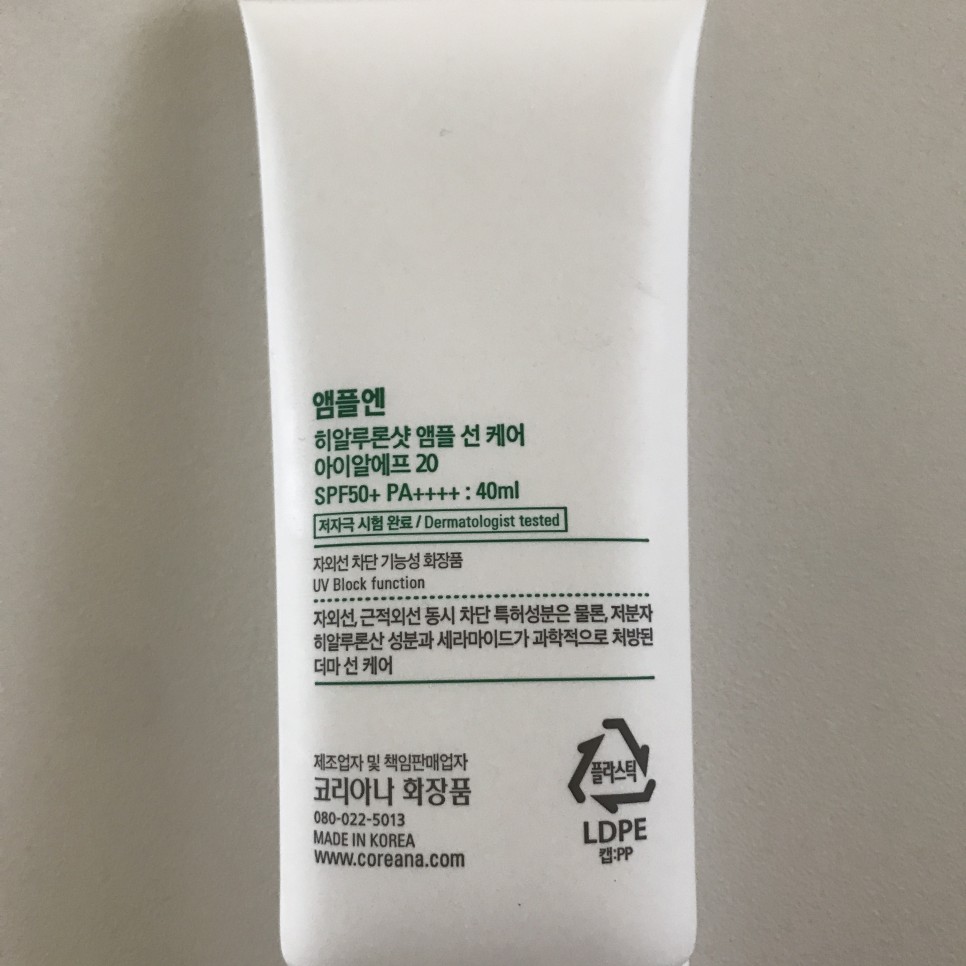 앰플엔
히알루론샷 앰플 선 케어
아이알에프 20
SPF50+ PA++++ : 40ml
저자극 시험 완료 / Dermatologist tested
자외선 차단 기능성 화장품
UV Block function
자외선, 근적외선 동시 차단 특허성분은 물론, 저분자
히알루론산 성분과 세라마이드가 과학적으로 처방된
더마 선 케어
제조업자 및 책임판매업자
코리아나 화장품
080-022-5013
MADE IN KOREA
www.coreana.com
플라스틱
LDPE
캡:PP